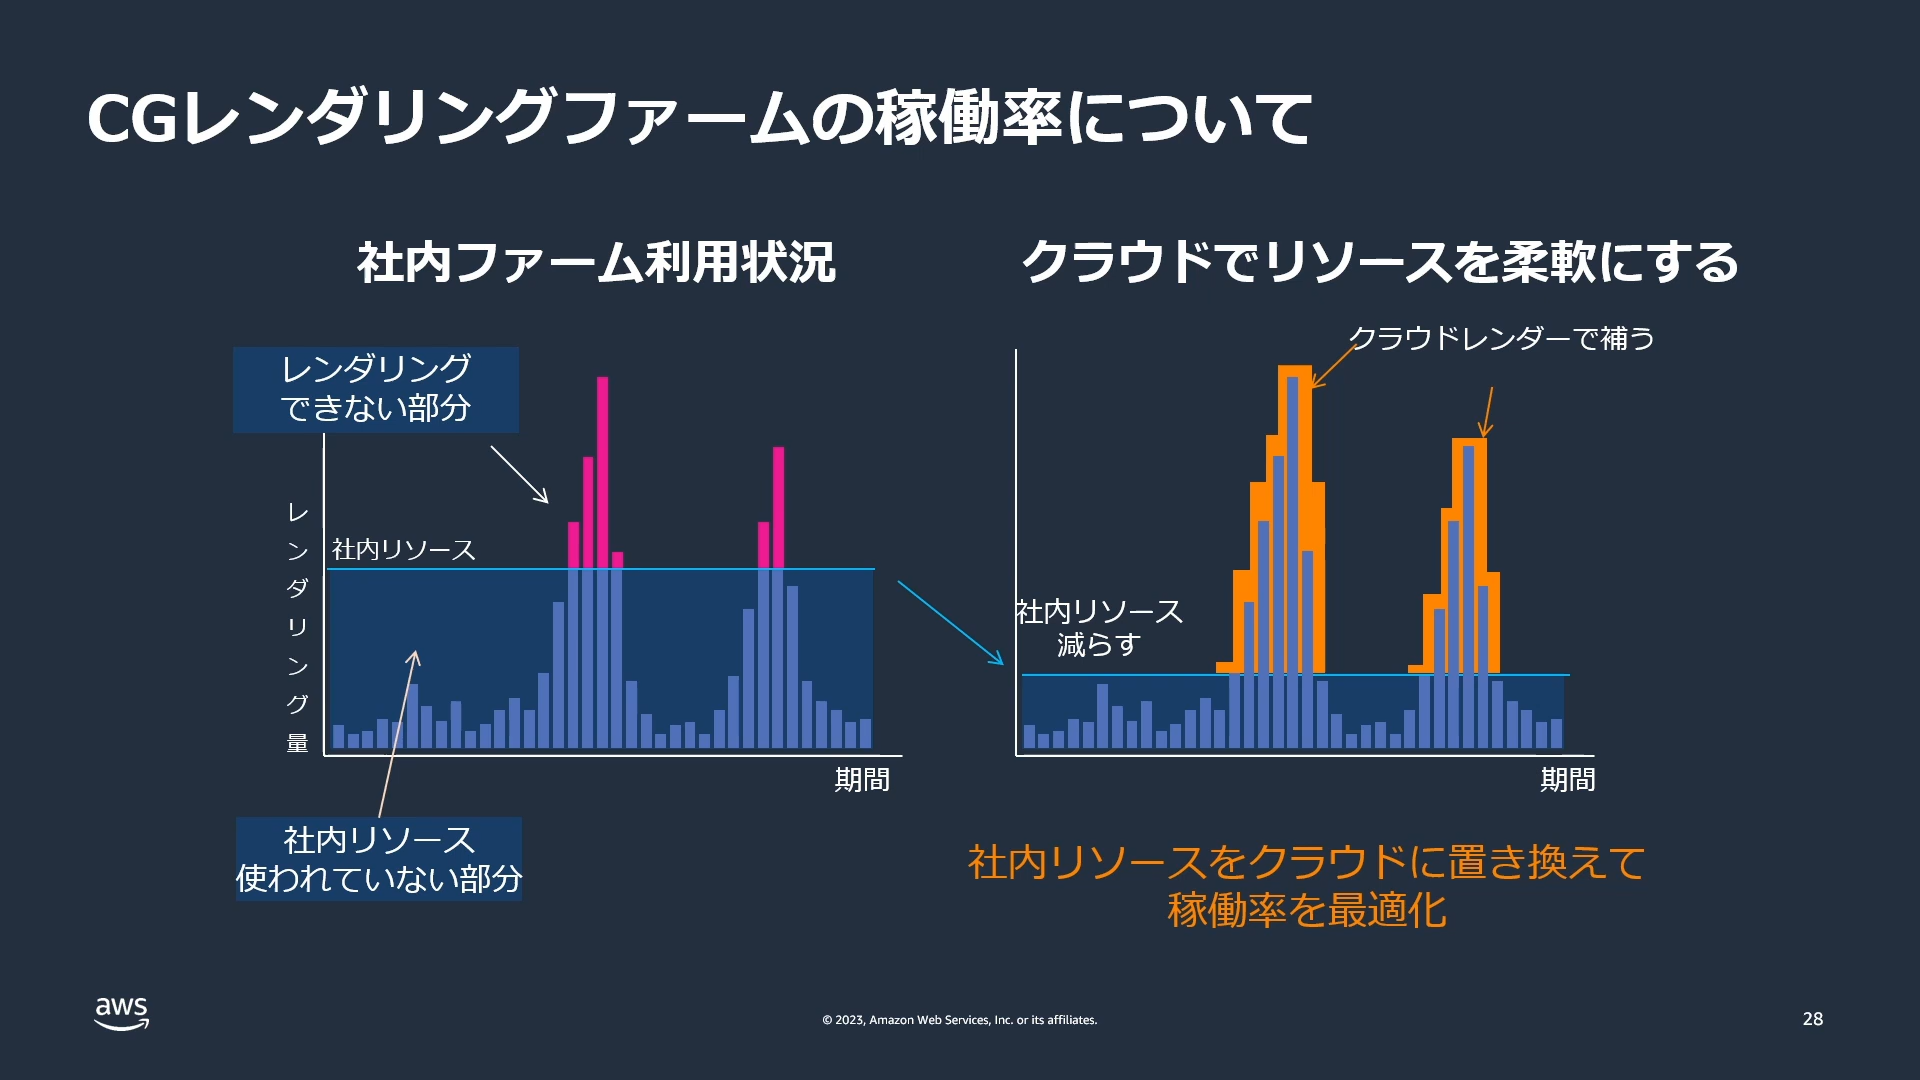 CGレンダリングファームの稼働率について
社内ファーム利用状況
レンダリング
できない部分
レンダリング量
社内リソース
期間
社内リソース
使われていない部分
クラウドでリソースを柔軟にする
クラウドレンダーで補う
社内リソース
減らす
期間
社内リソースをクラウドに置き換えて
稼働率を最適化
aws
© 2023, Amazon Web Services, Inc. or its affiliates.
28